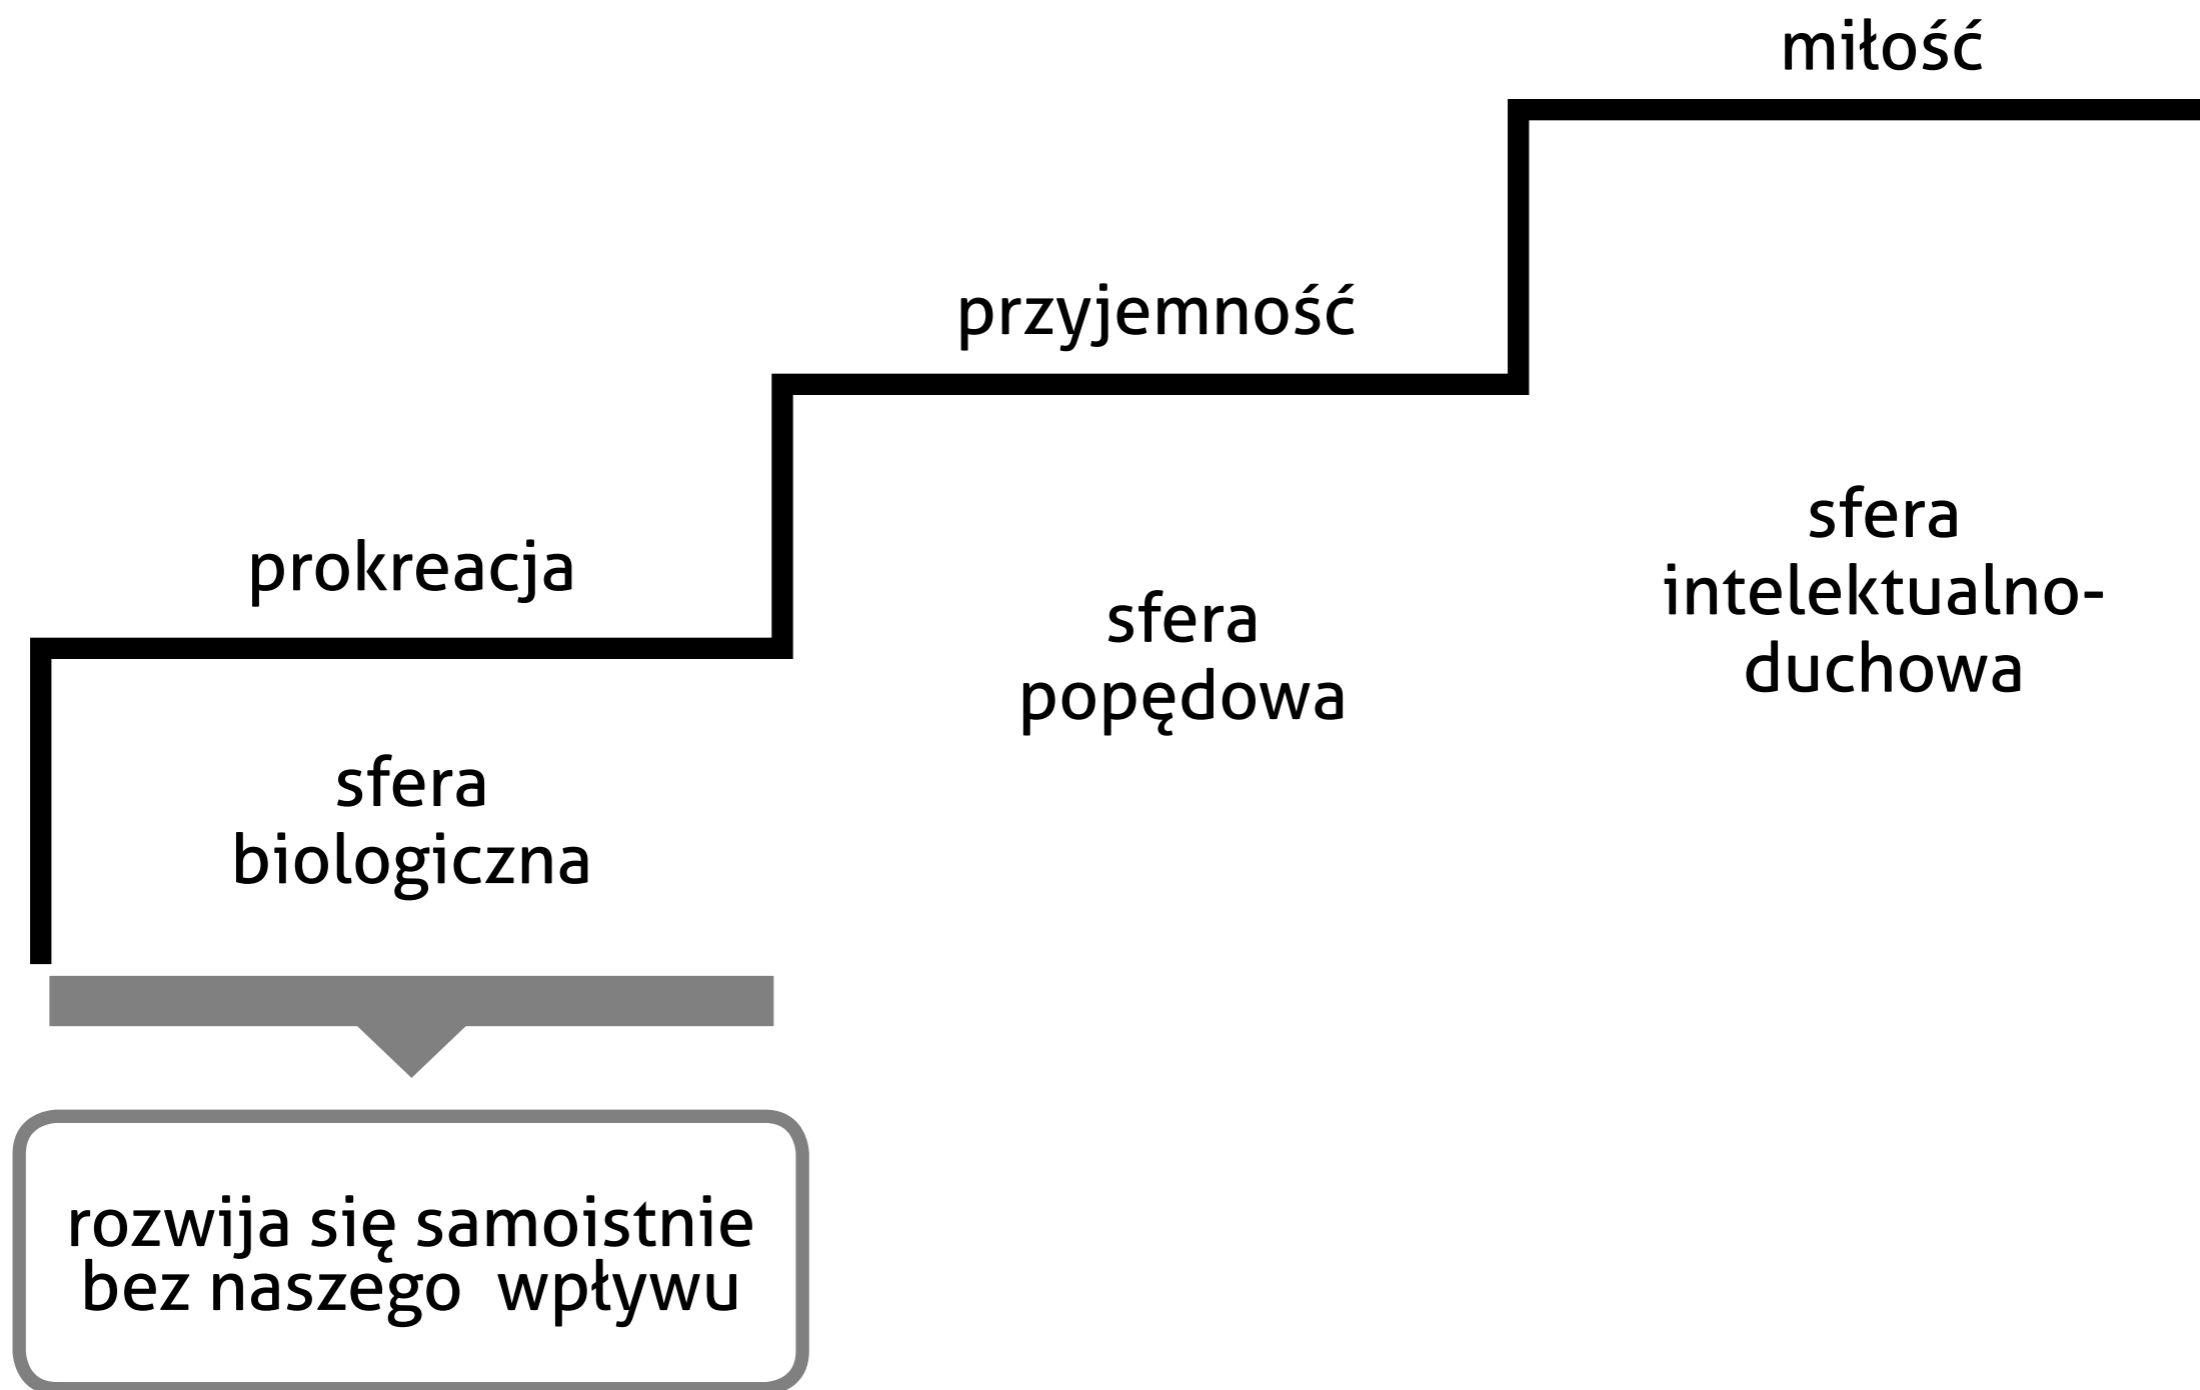 miłość
przyjemność
prokreacja
sfera
intelektualno-
duchowa
sfera
popędowa
sfera
biologiczna
rozwija się samoistnie
bez naszego wpływu